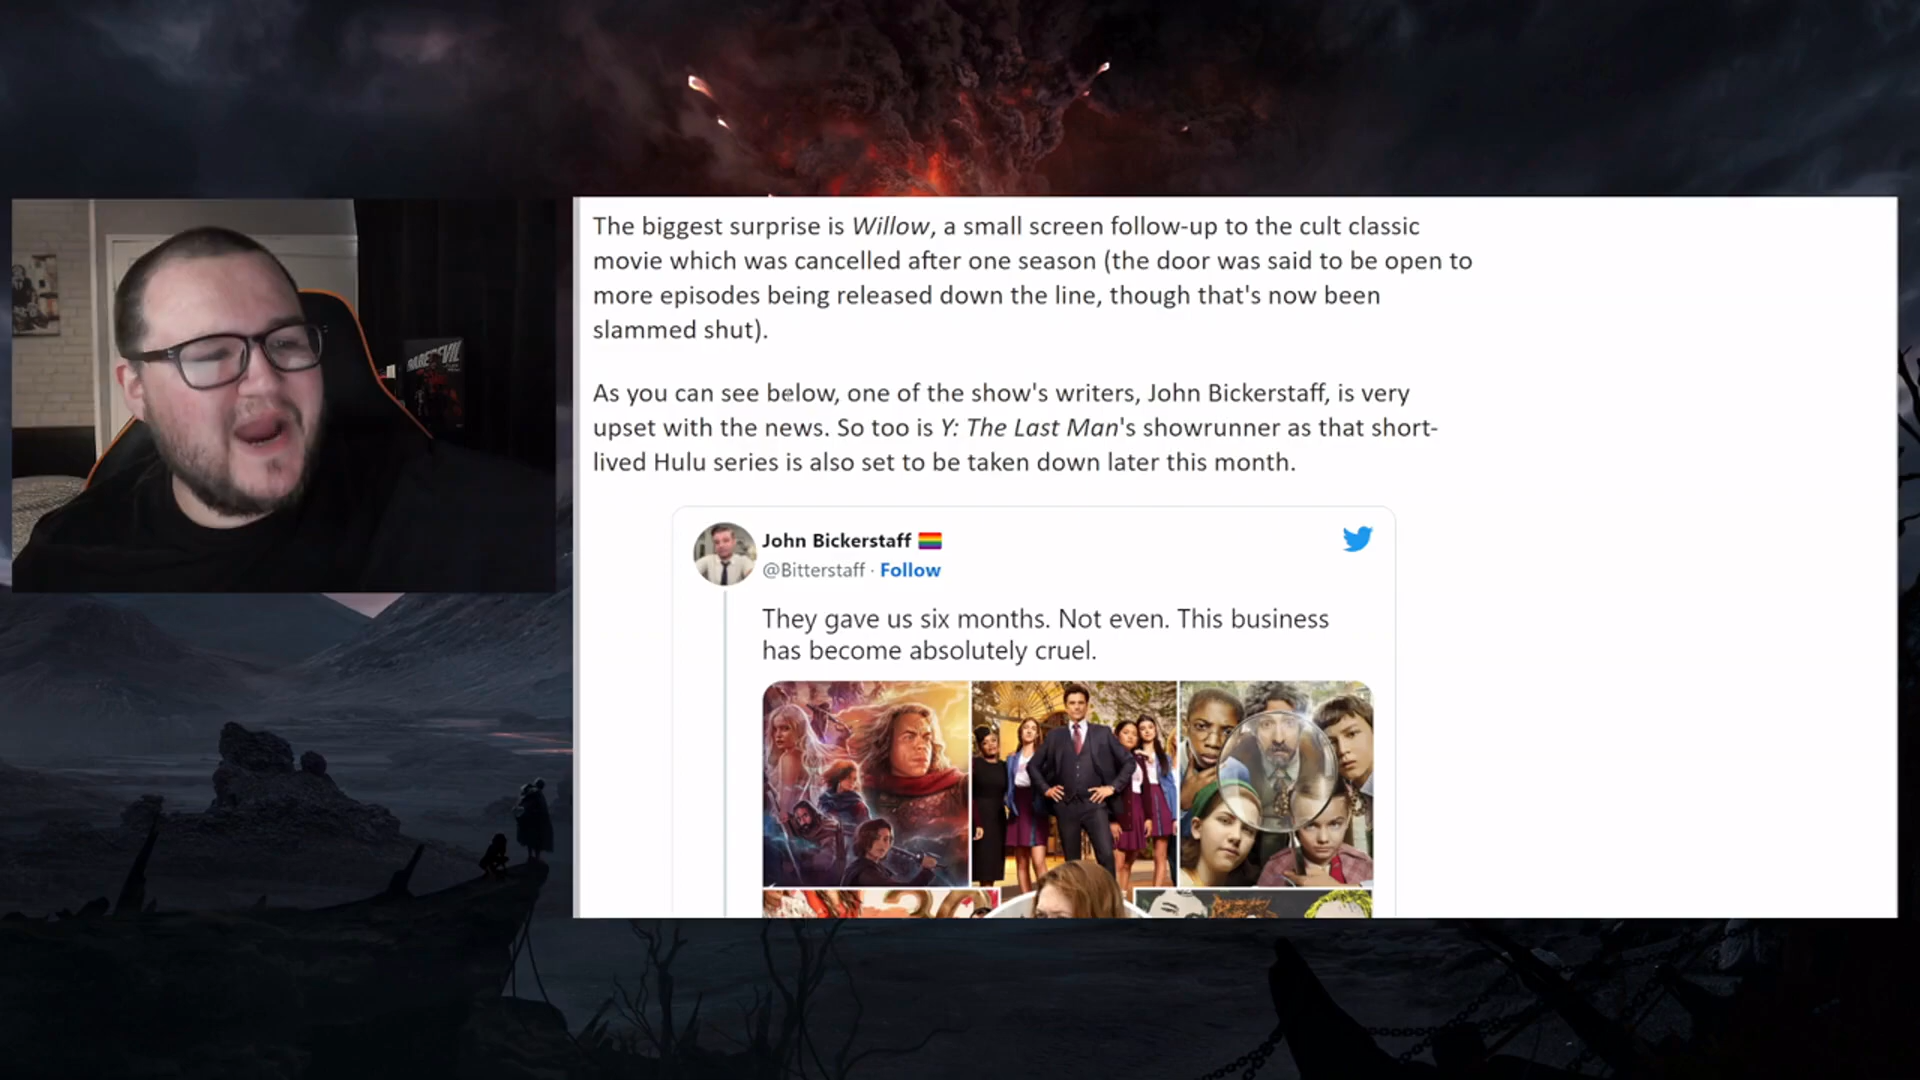 The biggest surprise is Willow, a small screen follow-up to the cult classic
movie which was cancelled after one season (the door was said to be open to
more episodes being released down the line, though that's now been
slammed shut).
As you can see below, one of the show's writers, John Bickerstaff, is very
upset with the news. So too is Y: The Last Man's showrunner as that short-
lived Hulu series is also set to be taken down later this month.
John Bickerstaff
@Bitterstaff · Follow
They gave us six months. Not even. This business
has become absolutely cruel.
DAREDEVIL